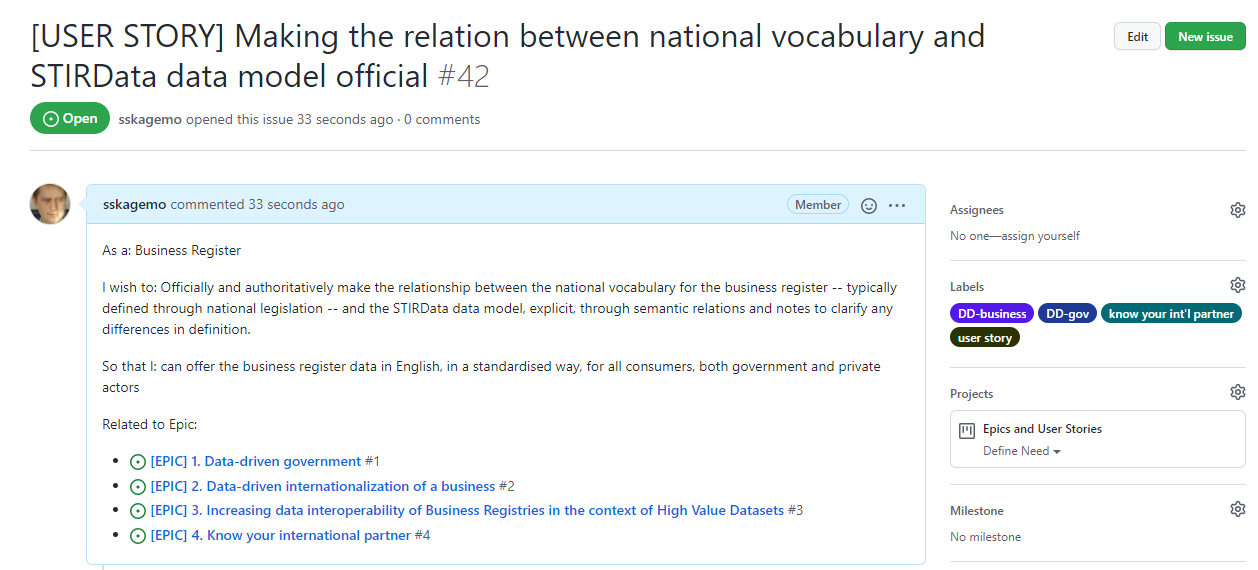 [USER STORY] Making the relation between national vocabulary and
STIRData data model official #42
Edit
New issue
Open
sskagemo opened this issue 33 seconds ago · 0 comments
sskagemo commented 33 seconds ago
Member
As a: Business Register
I wish to: Officially and authoritatively make the relationship between the national vocabulary for the business register -- typically
defined through national legislation -- and the STIRData data model, explicit, through semantic relations and notes to clarify any
differences in definition.
So that I: can offer the business register data in English, in a standardised way, for all consumers, both government and private
actors
Related to Epic:
[EPIC] 1. Data-driven government #1
[EPIC] 2. Data-driven internationalization of a business #2
[EPIC] 3. Increasing data interoperability of Business Registries in the context of High Value Datasets #3
[EPIC] 4. Know your international partner #4
Assignees
No one—assign yourself
Labels
DD-business DD-gov know your int'l partner
user story
Projects
Epics and User Stories
Define Need
Milestone
No milestone